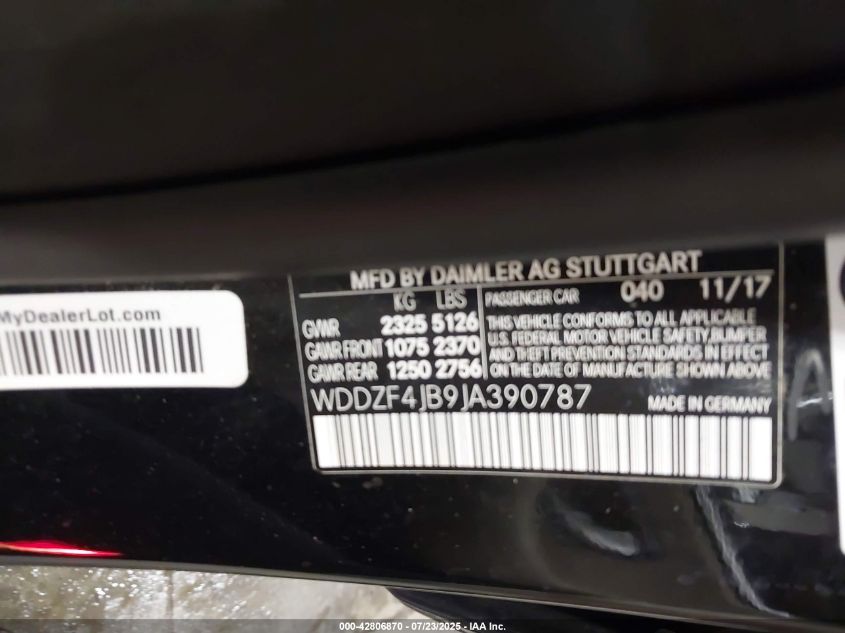 MFD BY DAIMLER AG STUTTGART
KG LBS
GVWR 2325 5126
GAWR FRONT 1075 2370
GAWR REAR 1250 2756
PASSENGER CAR 040 11/17
THIS VEHICLE CONFORMS TO ALL APPLICABLE
U.S. FEDERAL MOTOR VEHICLE SAFETY, BUMPER
AND THEFT PREVENTION STANDARDS IN EFFECT
ON THE DATE OF MANUFACTURE SHOWN ABOVE
WDDZF4JB9JA390787 MADE IN GERMANY
MyDealerLot.com
000-42806870 - 07/23/2025 - IAA Inc.